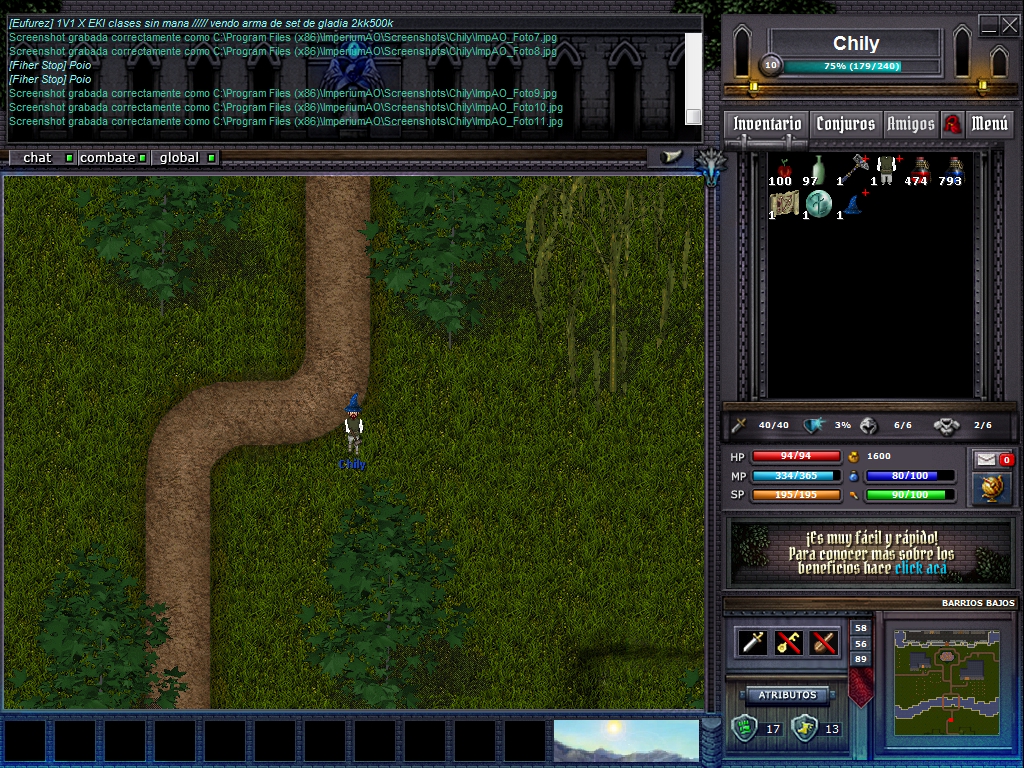 [Eufurez] 1V1 X EKI clases sin mana ///// vendo arma de set de gladia 2kk500k
Screenshot grabada correctamente como C:\Program Files (x86)\ImperiumAO\Screenshots\Chily\ImpAO_Foto7.jpg
Screenshot grabada correctamente como C:\Program Files (x86)\ImperiumAO\Screenshots\Chily\ImpAO_Foto8.jpg
[Fiher Stop] Poio
[Fiher Stop] Poio
Screenshot grabada correctamente como C:\Program Files (x86)\ImperiumAO\Screenshots\Chily\ImpAO_Foto9.jpg
Screenshot grabada correctamente como C:\Program Files (x86)\ImperiumAO\Screenshots\Chily\ImpAO_Foto10.jpg
Screenshot grabada correctamente como C:\Program Files (x86)\ImperiumAO\Screenshots\Chily\ImpAO_Foto11.jpg
chat combate global
Chily
Chily
10 75% (179/240)
Inventario Conjuros Amigos Menú
100 97 1 1 474 793
1 1 1
40/40 3% 6/6 2/6
HP 94/94 1600 0
MP 334/365 80/100
SP 195/195 90/100
¡Es muy fácil y rápido!
Para conocer más sobre los
beneficios hace click acá
BARRIOS BAJOS
58
56
89
ATRIBUTOS
17 13